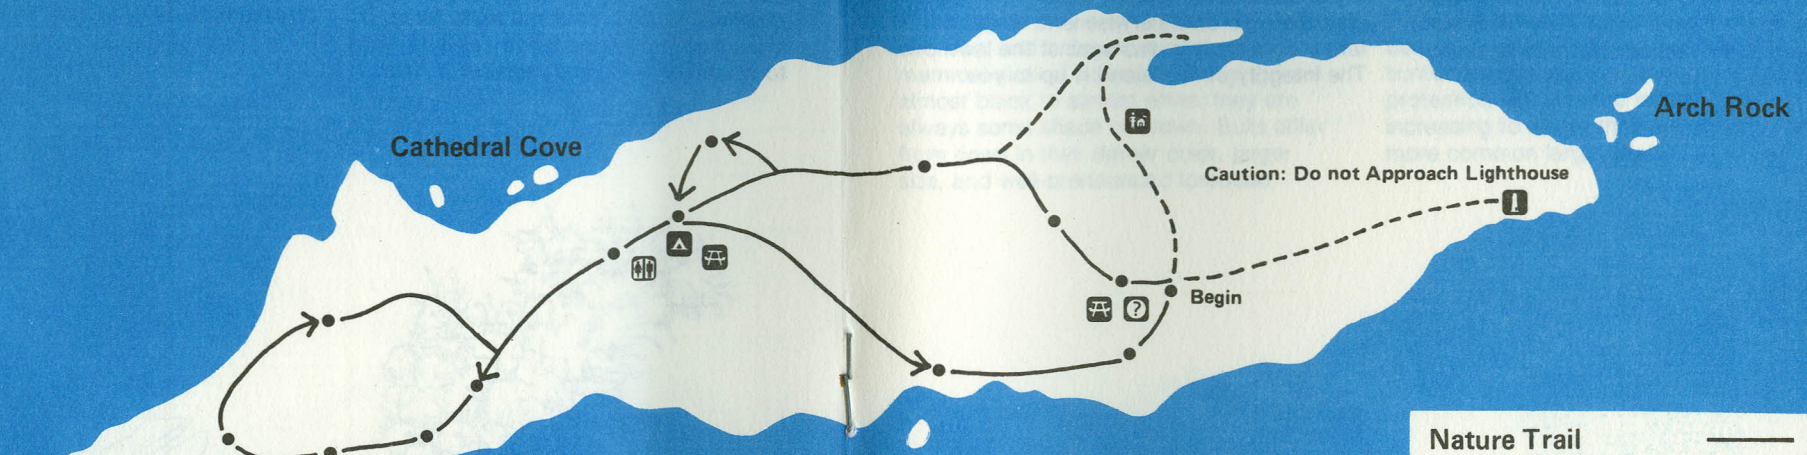 Cathedral Cove
Arch Rock
Caution: Do not Approach Lighthouse
Begin
?
Nature Trail